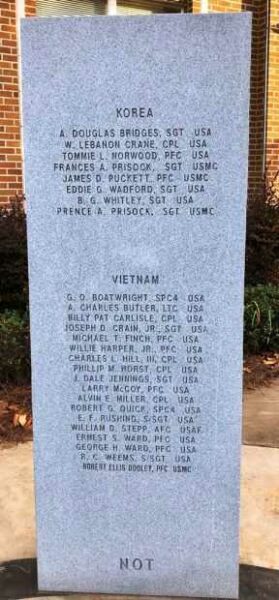 KOREA
A. DOUGLAS BRIDGES, SGT USA
W. LEBANON CRANE, CPL USA
TOMMIE L. NORWOOD, PFC USA
FRANCES A. PRISOCK, SGT USMC
JAMES D. PUCKETT, PFC USMC
EDDIE G. WADFORD, SGT USA
B. G. WHITLEY, SGT USA
PRENCE A. PRISOCK, SGT USMC
VIETNAM
G. O. BOATWRIGHT, SPC4 USA
A. CHARLES BUTLER, LTC USA
BILLY PAT CARLISLE, CPL USA
JOSEPH D. CRAIN, JR., SGT USA
MICHAEL T. FINCH, PFC USA
WILLIE HARPER, JR., PFC USA
CHARLES L. HILL, III, CPL USA
PHILLIP M. HORST, CPL USA
J. DALE JENNINGS, SGT USA
LARRY McCOY, PFC USA
ALVIN E. MILLER, CPL USA
ROBERT G. QUICK, SPC4 USA
E. F. RUSHING, S/SGT USA
WILLIAM D. STEPP, AFC USAF
ERNEST S. WARD, PFC USA
GEORGE H. WARD, PFC USA
R. C. WEEMS, S/SGT USA
ROBERT ELLIS DOOLEY, PFC USMC
NOT